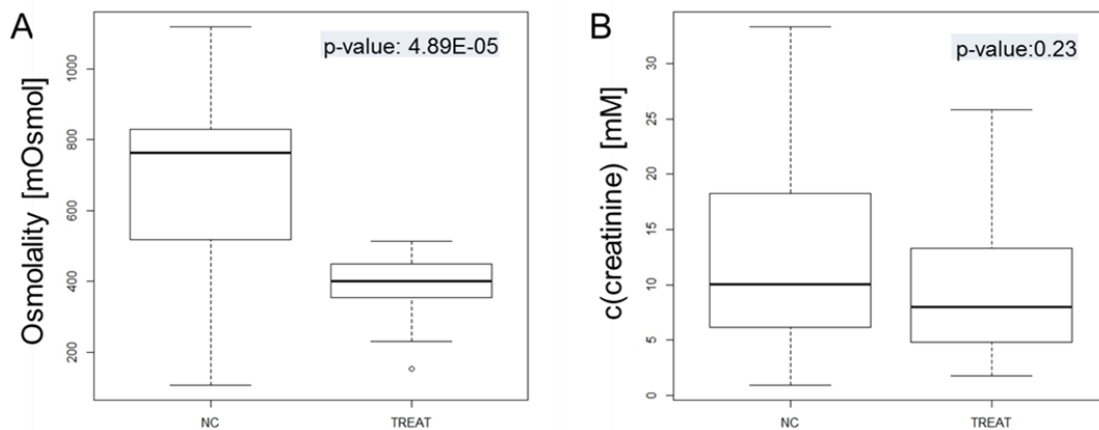 A
p-value: 4.89E-05
Osmolality [mOsmol]
1000
800
600
400
200
NC
TREAT
B
p-value:0.23
c(creatinine) [mM]
30
25
20
15
10
5
0
NC
TREAT